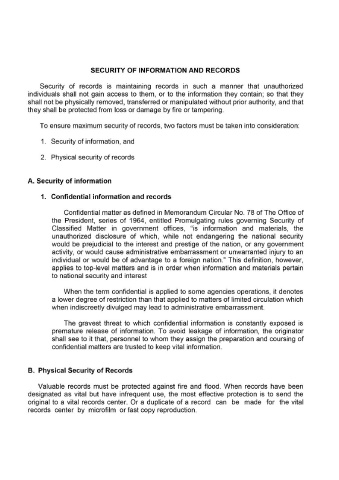 SECURITY OF INFORMATION AND RECORDS
Security of records is maintaining records in such a manner that unauthorized
individuals shall not gain access to them, or to the information they contain; so that they
shall not be physically removed, transferred or manipulated without prior authority, and that
they shall be protected from loss or damage by fire or tampering.
To ensure maximum security of records, two factors must be taken into consideration:
1. Security of information, and
2. Physical security of records
A. Security of information
1. Confidential information and records
Confidential matter as defined in Memorandum Circular No. 78 of The Office of
the President, series of 1964, entitled Promulgating rules governing Security of
Classified Matter in government offices, "is information and materials, the
unauthorized disclosure of which, while not endangering the national security
would be prejudicial to the interest and prestige of the nation, or any government
activity, or would cause administrative embarrassment or unwarranted injury to an
individual or would be of advantage to a foreign nation." This definition, however,
applies to top-level matters and is in order when information and materials pertain
to national security and interest.
When the term confidential is applied to some agencies operations, it denotes
a lower degree of restriction than that applied to matters of limited circulation which
when indiscreetly divulged may lead to administrative embarrassment.
The gravest threat to which confidential information is constantly exposed is
premature release of information. To avoid leakage of information, the originator
shall see to it that, personnel to whom they assign the preparation and coursing of
confidential matters are trusted to keep vital information.
B. Physical Security of Records
Valuable records must be protected against fire and flood. When records have been
designated as vital but have infrequent use, the most effective protection is to send the
original to a vital records center. Or a duplicate of a record can be made for the vital
records center by microfilm or fast copy reproduction.